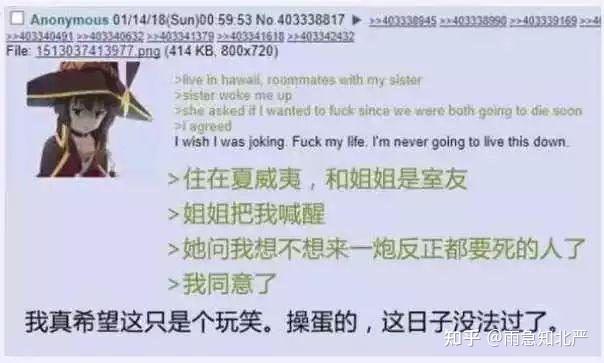 Anonymous 01/14/18(Sun)00:59:53 No.403338817 ▶ >>403338945 >>403338990 >>403339169 >>4
>>403340491 >>403340632 >>403341379 >>403341618 >>403342432
File: 1513037413977.png (414 KB, 800x720)
>live in hawaii, roommates with my sister
>sister woke me up
>she asked if I wanted to fuck since we were both going to die soon
>I agreed
I wish I was joking. Fuck my life. I'm never going to live this down.
>住在夏威夷，和姐姐是室友
>姐姐把我喊醒
>她问我想不想来一炮反正都要死的人了
>我同意了
我真希望这只是个玩笑。操蛋的，这日子没法过了。
知乎 @雨息知北严